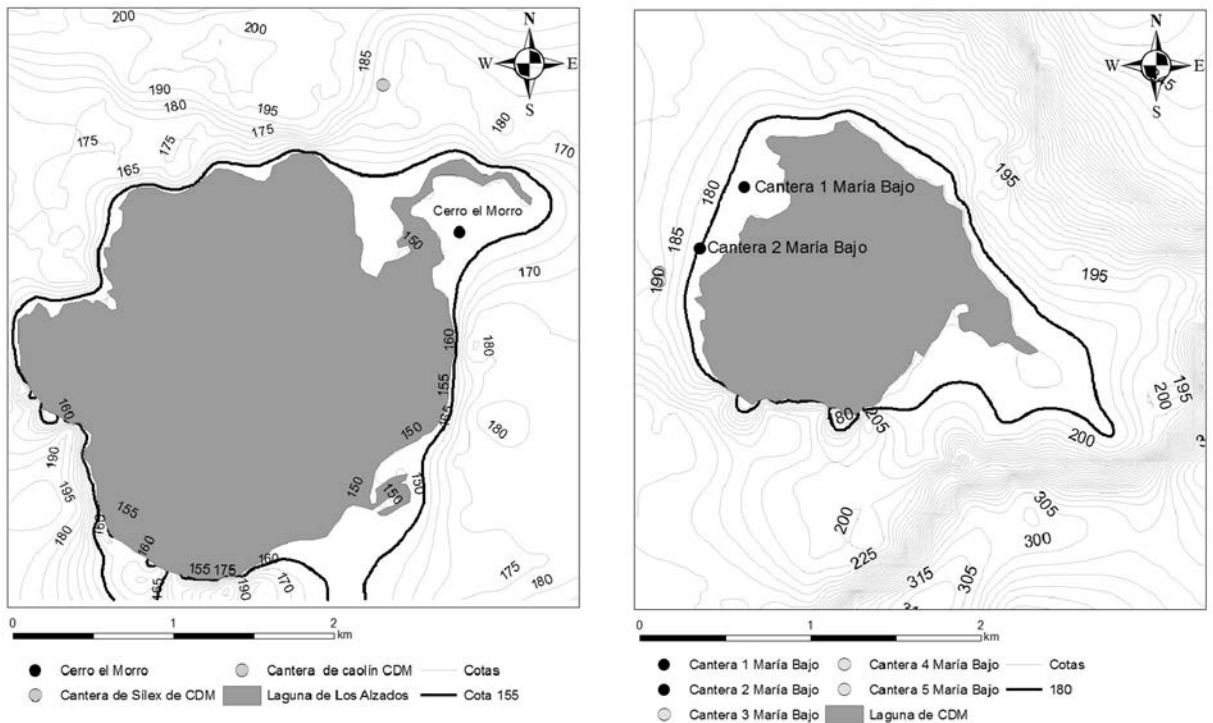 200
200
185
190
180
195
175
175
175
165
180
170
N
W
E
S
Cerro el Morro
150
170
160
180
155
150
180
150
150
150
160
190
195
180
155
160
165
155 175
190
160
170
175
180
0 1 2
km
Cerro el Morro
Cantera de caolín CDM
Cotas
Cantera de Sílex de CDM
Laguna de Los Alzados
Cota 155
N
W
E
S
195
180
Cantera 1 María Bajo
185
Cantera 2 María Bajo
190
195
80
205
200
200
195
200
225
305
300
315
305
0 1 2
km
Cantera 1 María Bajo
Cantera 4 María Bajo
Cotas
Cantera 2 María Bajo
Cantera 5 María Bajo
180
Cantera 3 María Bajo
Laguna de CDM